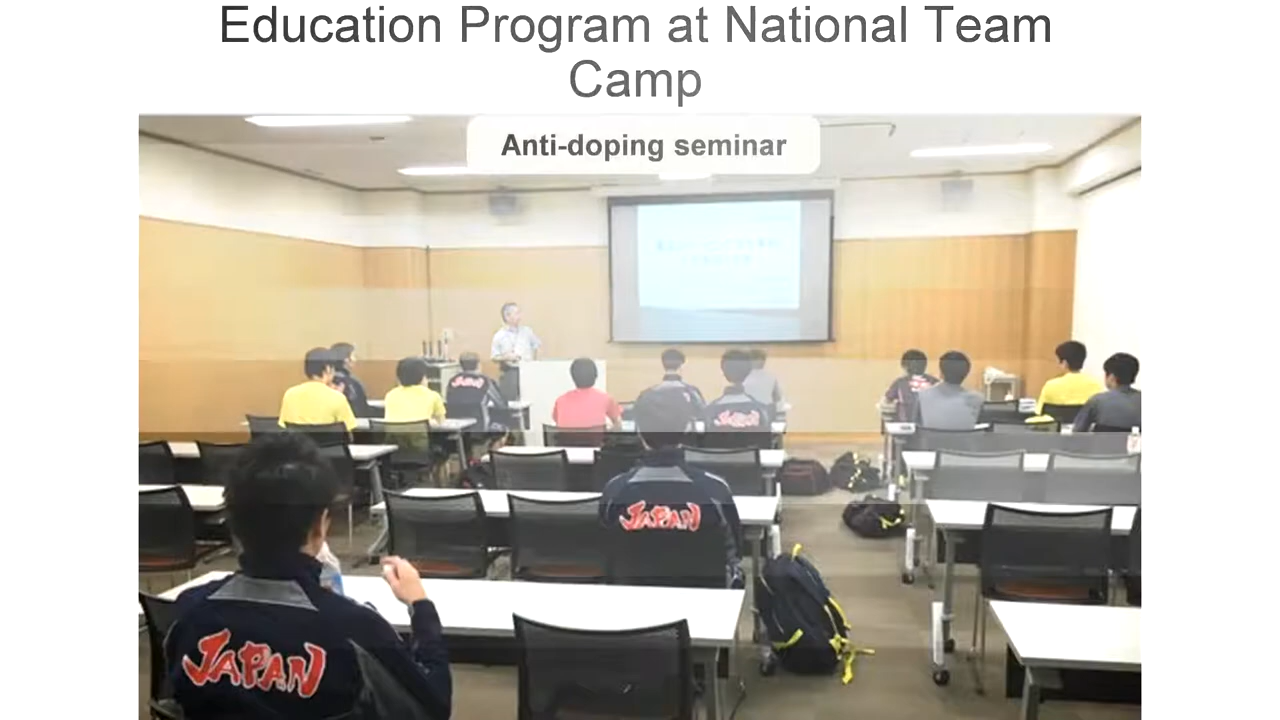 Education Program at National Team
Camp
Anti-doping seminar
JAPAN
JAPAN
JAPAN
JAPAN